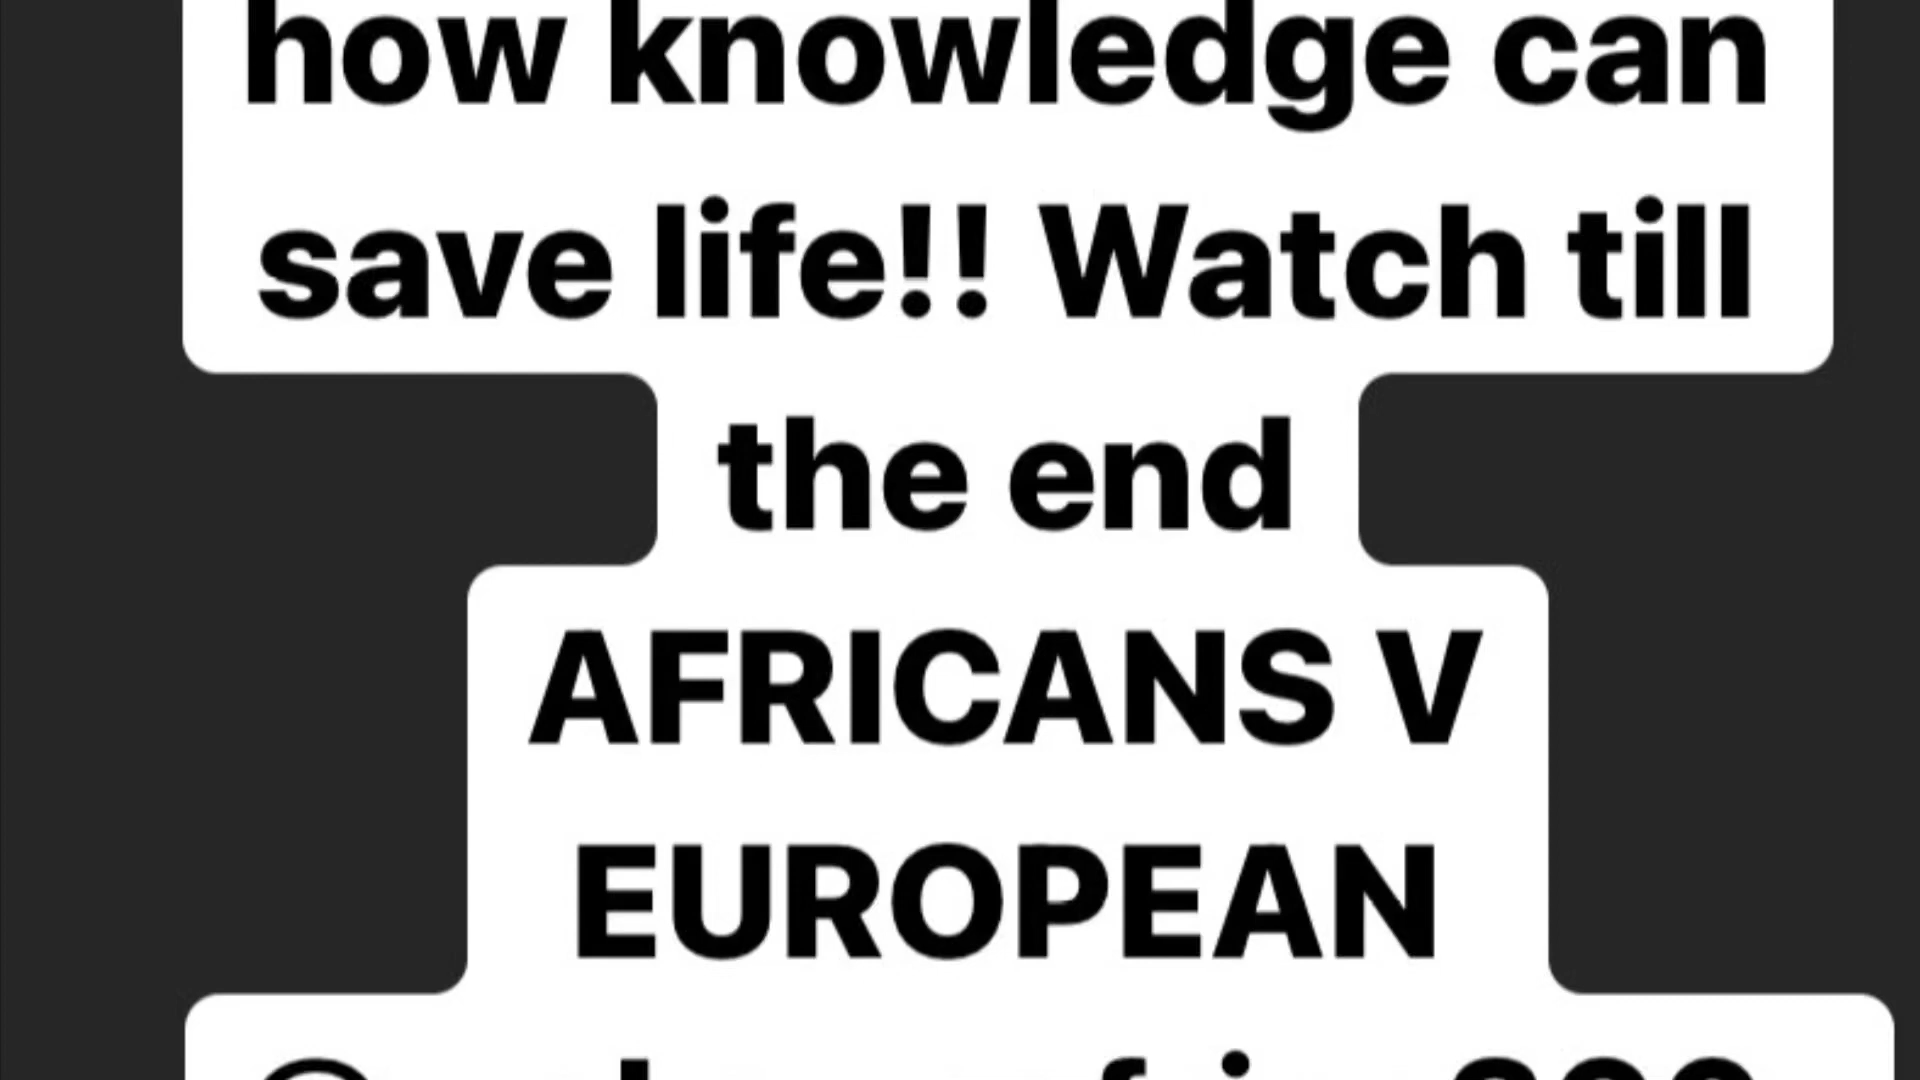 how knowledge can
save life!! Watch till
the end
AFRICANS V
EUROPEAN